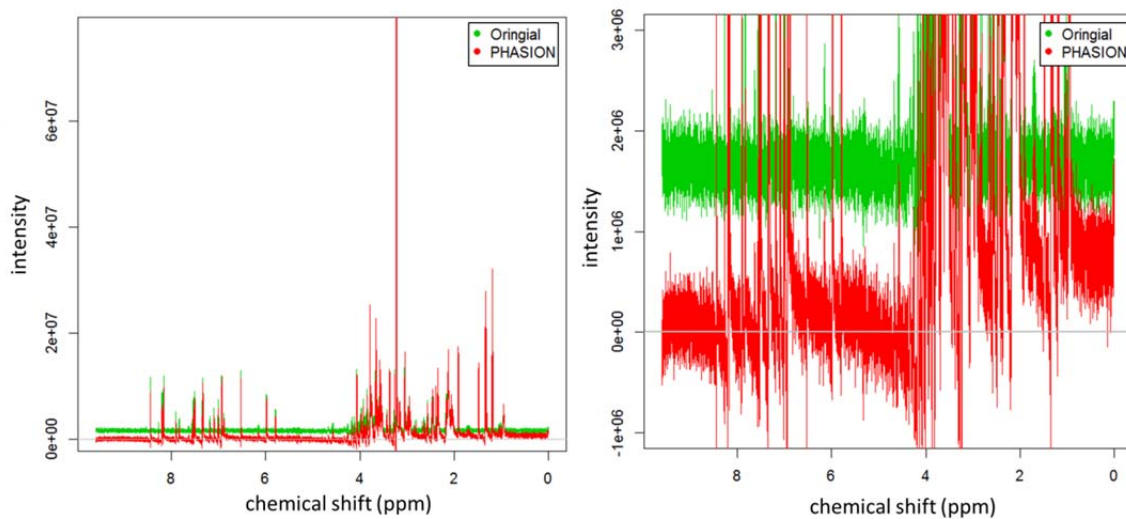 Oringial
PHASION
intensity
0e+00
2e+07
4e+07
6e+07
8
6
4
2
0
chemical shift (ppm)
Oringial
PHASION
intensity
-1e+06
0e+00
1e+06
2e+06
3e+06
8
6
4
2
0
chemical shift (ppm)